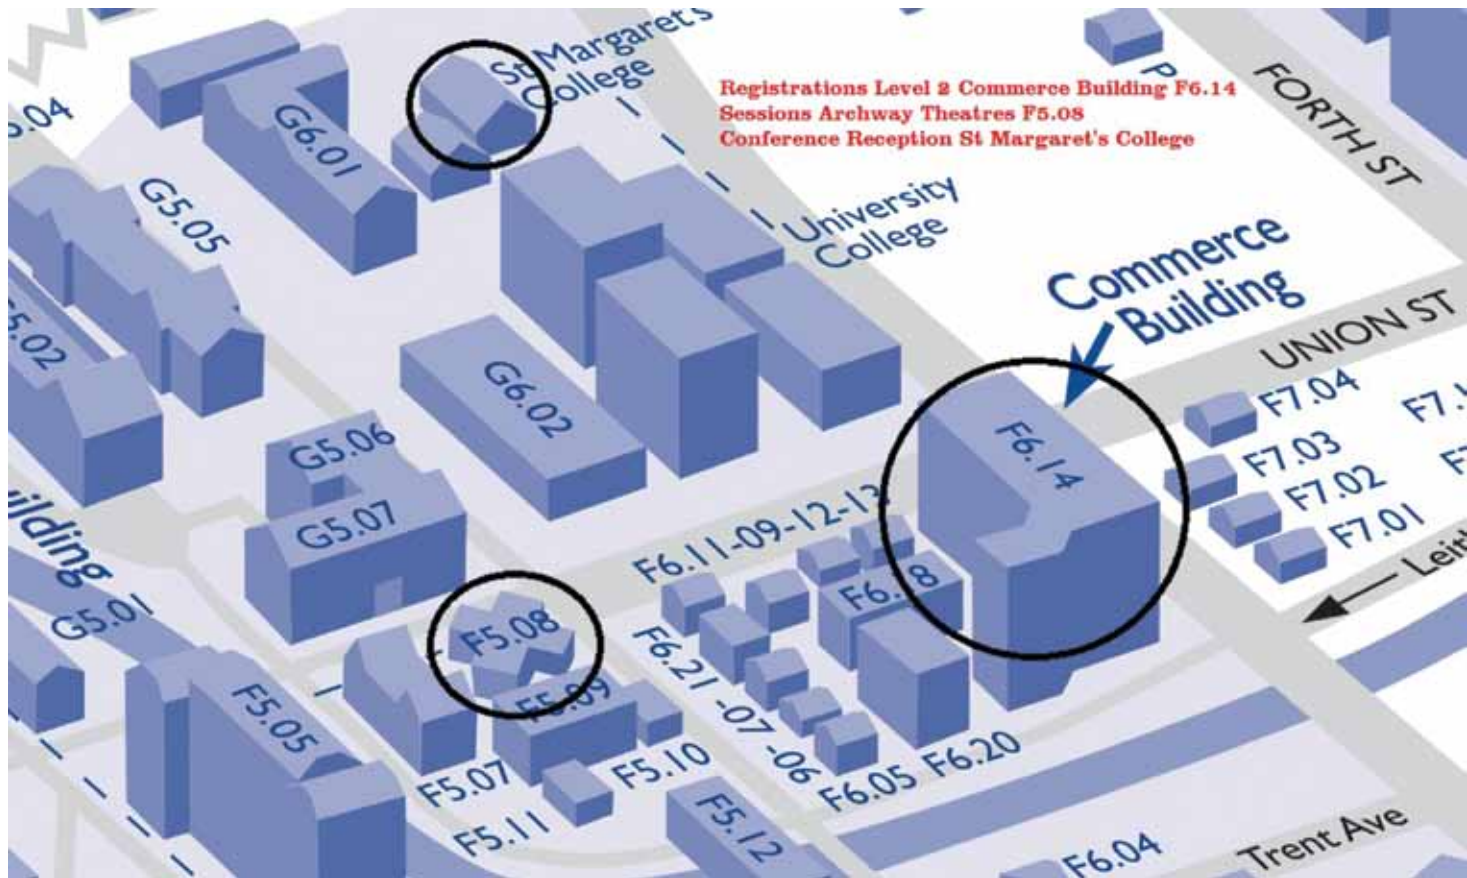 St Margaret's
College
Registrations Level 2 Commerce Building F6.14
Sessions Archway Theatres F5.08
Conference Reception St Margaret's College
FORTH ST
G6.01
G5.05
University
College
Commerce
Building
UNION ST
G6.02
F7.04
F7.03
F7.02
F7.01
F6.14
G5.06
G5.07
F6.11-09-12-13
G5.01
F5.08
F6.21 -07 -06
F5.05
F5.09
F5.07
F5.10
F5.11
F6.05
F6.20
F5.12
F6.04
Trent Ave